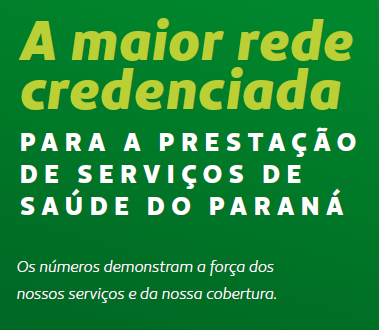 A maior rede
credenciada
PARA A PRESTAÇÃO
DE SERVIÇOS DE
SAÚDE DO PARANÁ
Os números demonstram a força dos
nossos serviços e da nossa cobertura.